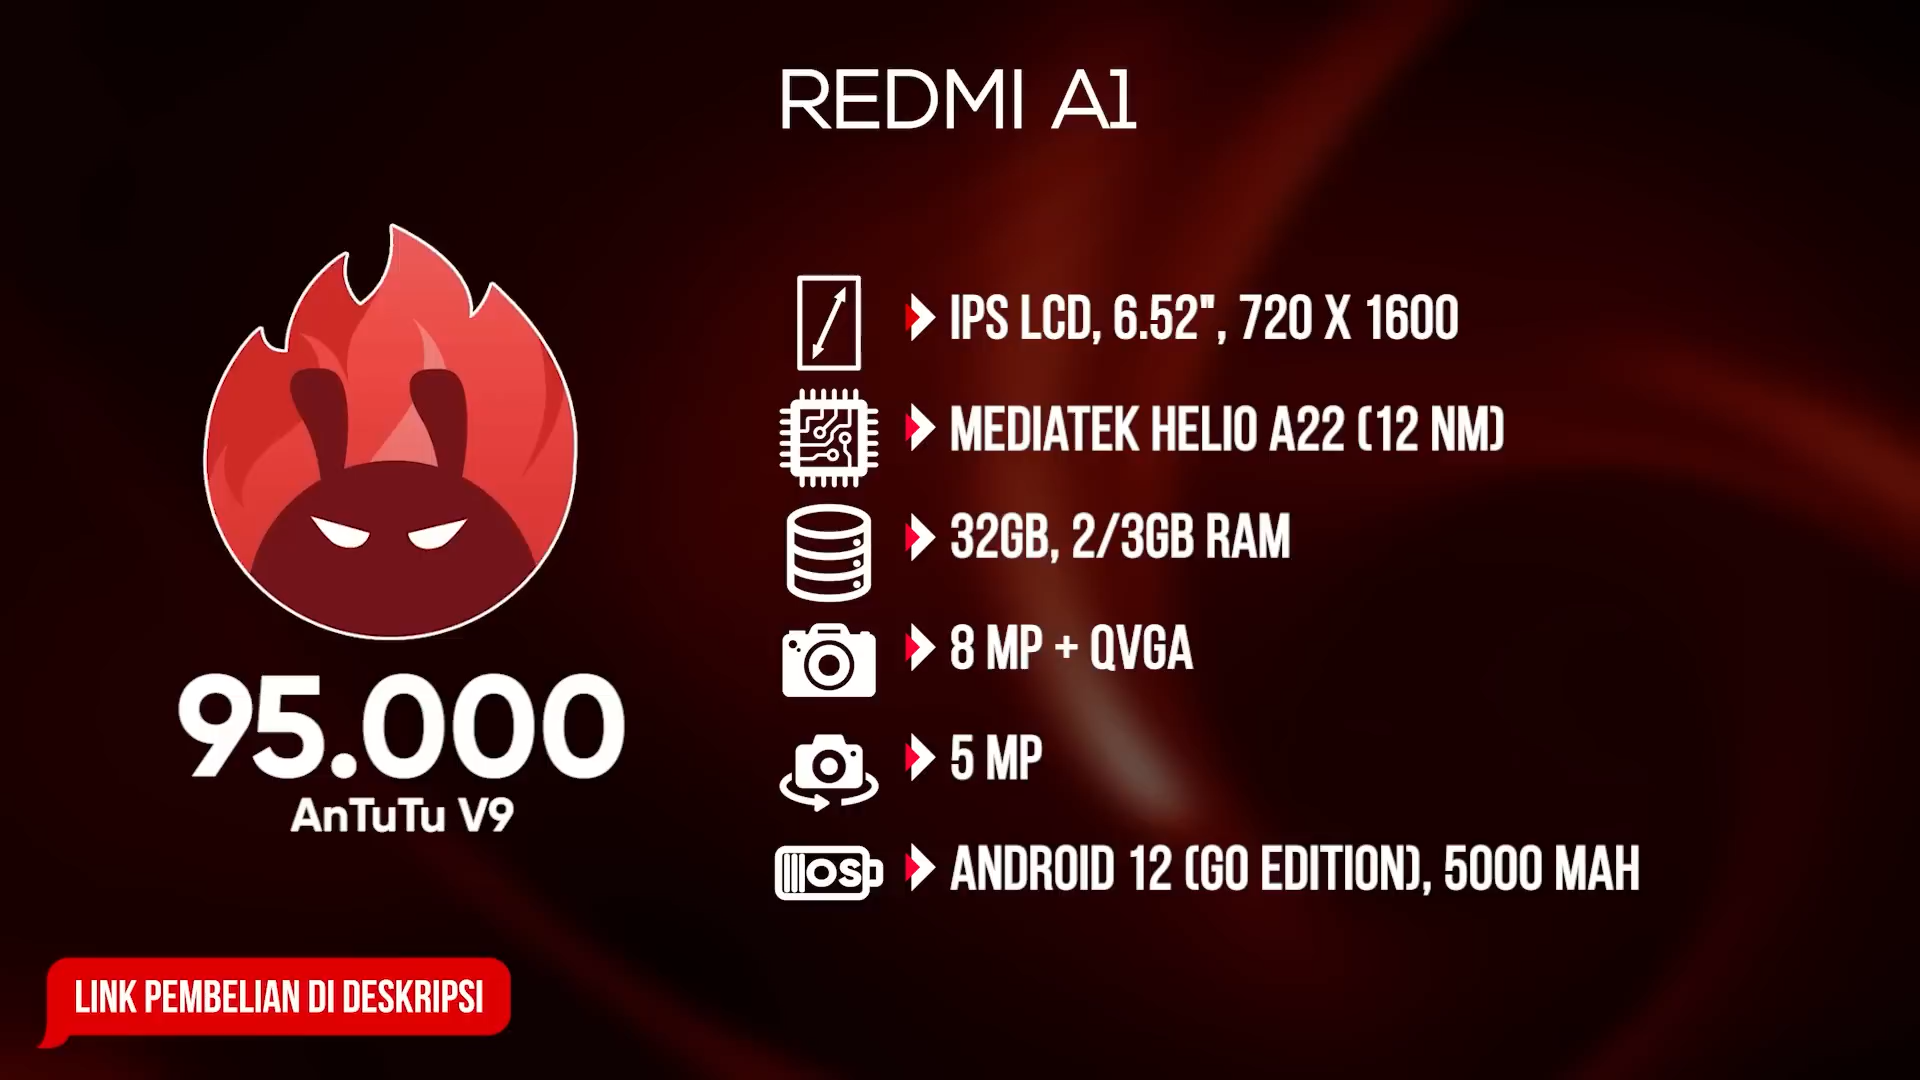 REDMI A1
95.000
AnTuTu V9
IPS LCD, 6.52", 720 X 1600
MEDIATEK HELIO A22 (12 NM)
32GB, 2/3GB RAM
8 MP + QVGA
5 MP
OS
ANDROID 12 (GO EDITION), 5000 MAH
LINK PEMBELIAN DI DESKRIPSI